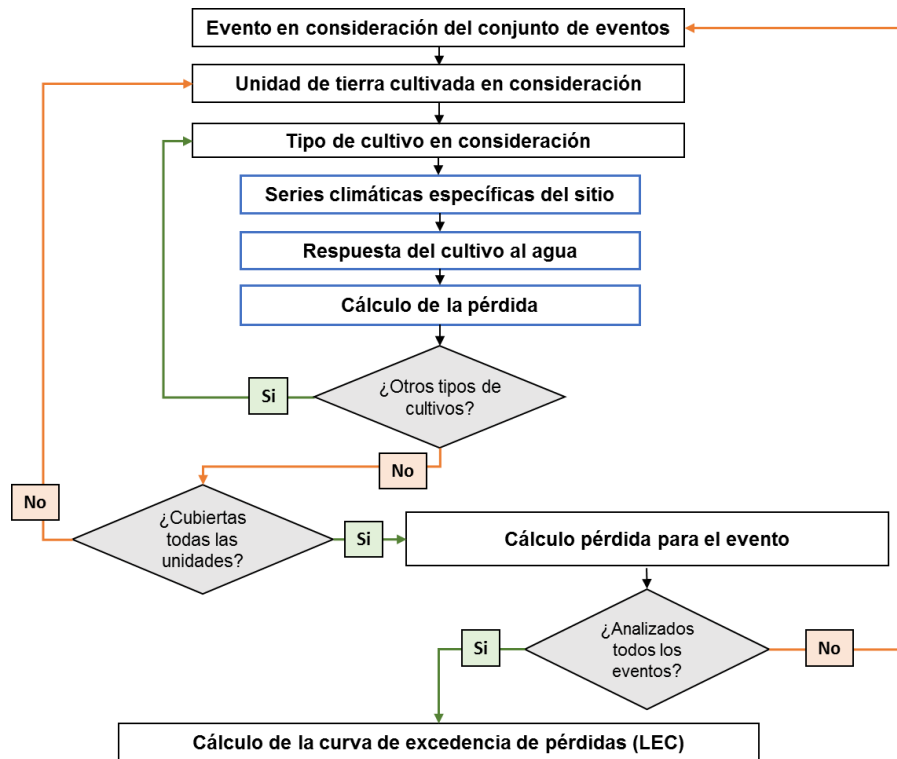 Evento en consideración del conjunto de eventos
Unidad de tierra cultivada en consideración
Tipo de cultivo en consideración
Series climáticas específicas del sitio
Respuesta del cultivo al agua
Cálculo de la pérdida
¿Otros tipos de
cultivos?
Si
No
No
¿Cubiertas
todas las
unidades?
Si
Cálculo pérdida para el evento
¿Analizados
todos los
eventos?
Si
No
Cálculo de la curva de excedencia de pérdidas (LEC)